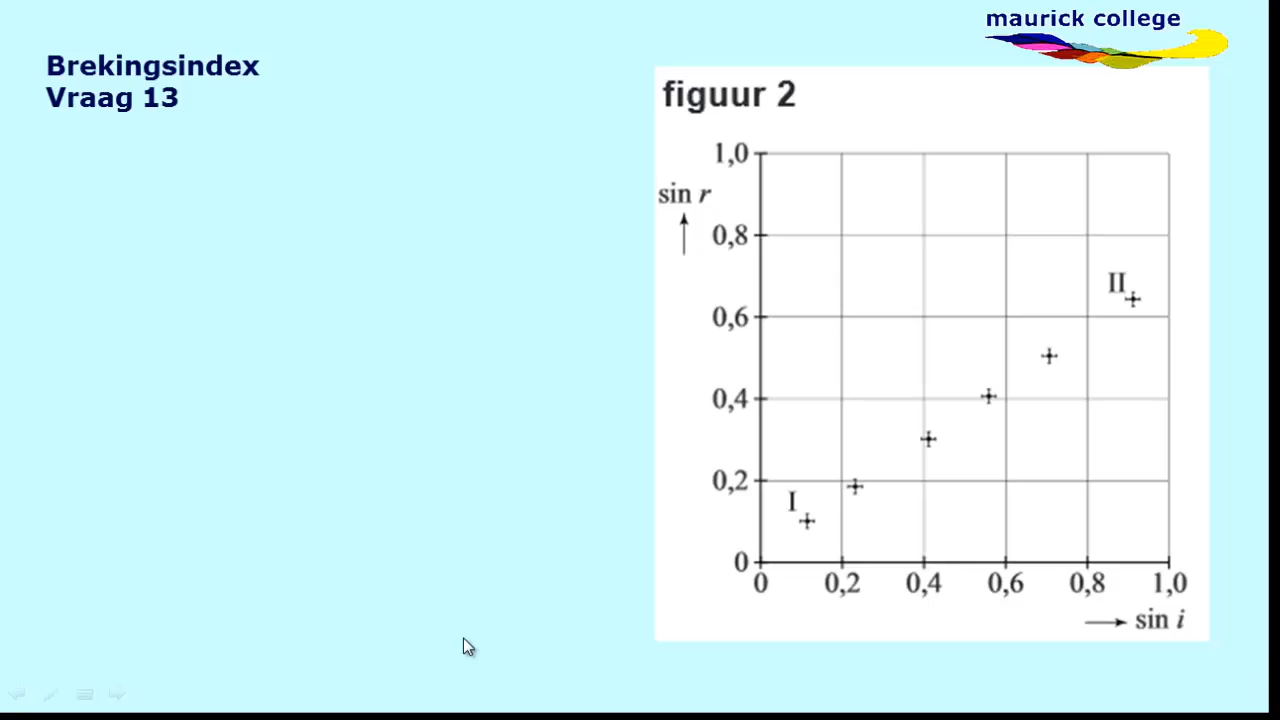 maurick college
Brekingsindex
Vraag 13
figuur 2
1,0
sin r
0,8
II
0,6
0,4
0,2
I
0
0 0,2 0,4 0,6 0,8 1,0
sin i